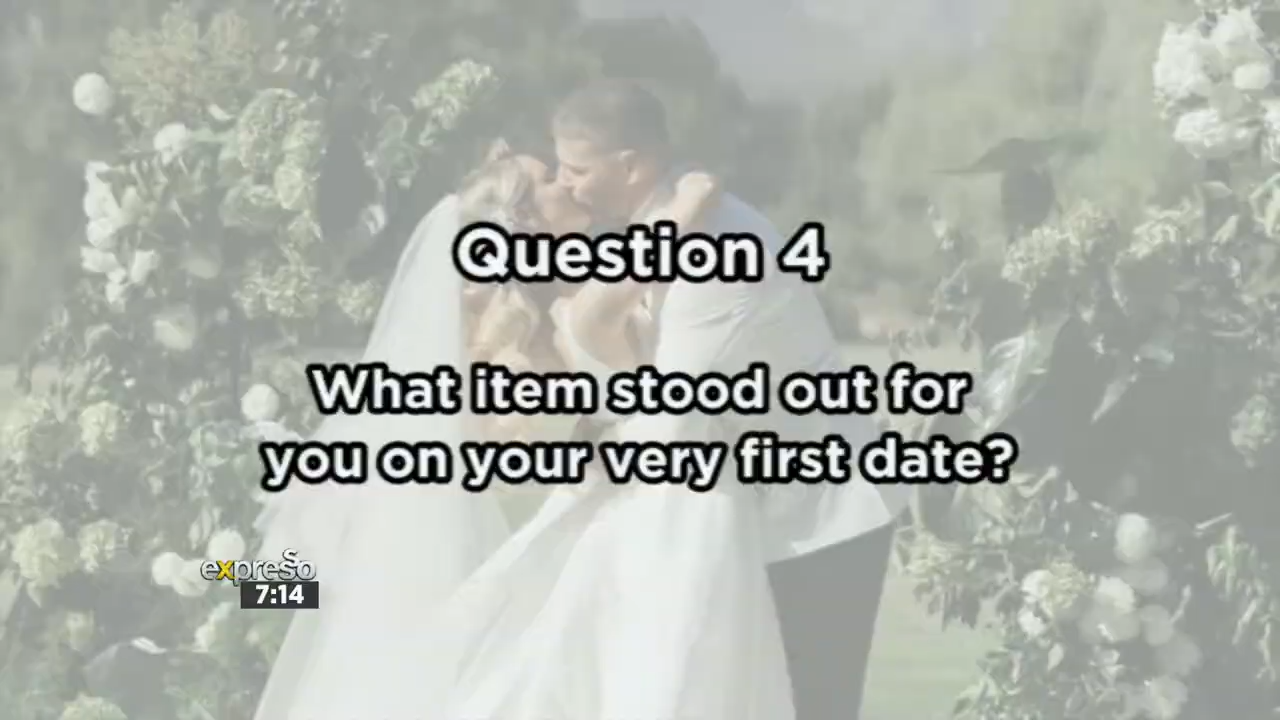 Question 4
What item stood out for
you on your very first date?
expresso
7:14